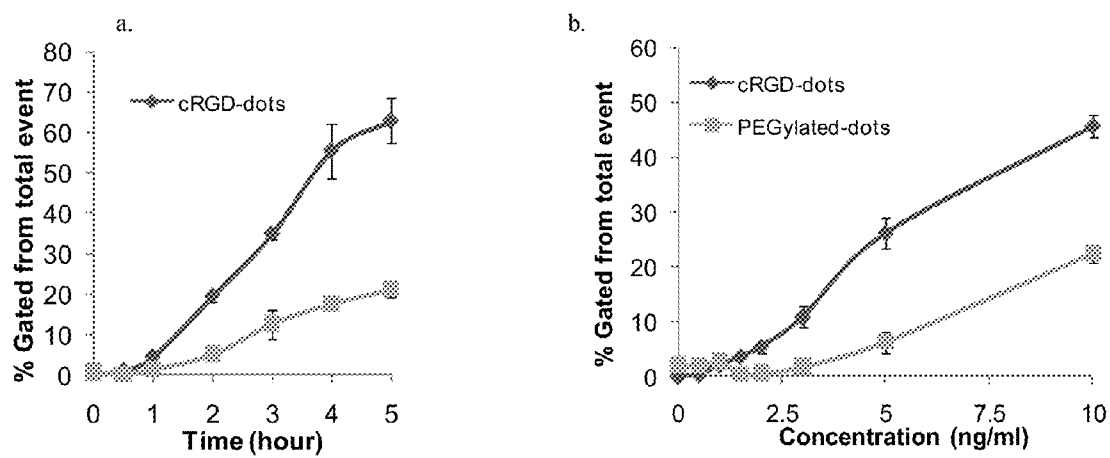 a.
80
70
60
50
40
30
20
10
0
% Gated from total event
cRGD-dots
0 1 2 3 4 5
Time (hour)
b.
60
50
40
30
20
10
0
% Gated from total event
cRGD-dots
PEGylated-dots
0 2.5 5 7.5 10
Concentration (ng/ml)